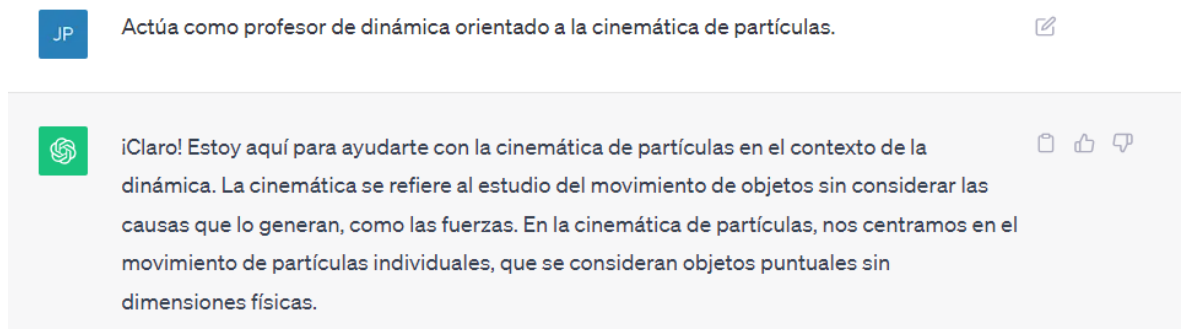 JP
Actúa como profesor de dinámica orientado a la cinemática de partículas.
¡Claro! Estoy aquí para ayudarte con la cinemática de partículas en el contexto de la
dinámica. La cinemática se refiere al estudio del movimiento de objetos sin considerar las
causas que lo generan, como las fuerzas. En la cinemática de partículas, nos centramos en el
movimiento de partículas individuales, que se consideran objetos puntuales sin
dimensiones físicas.